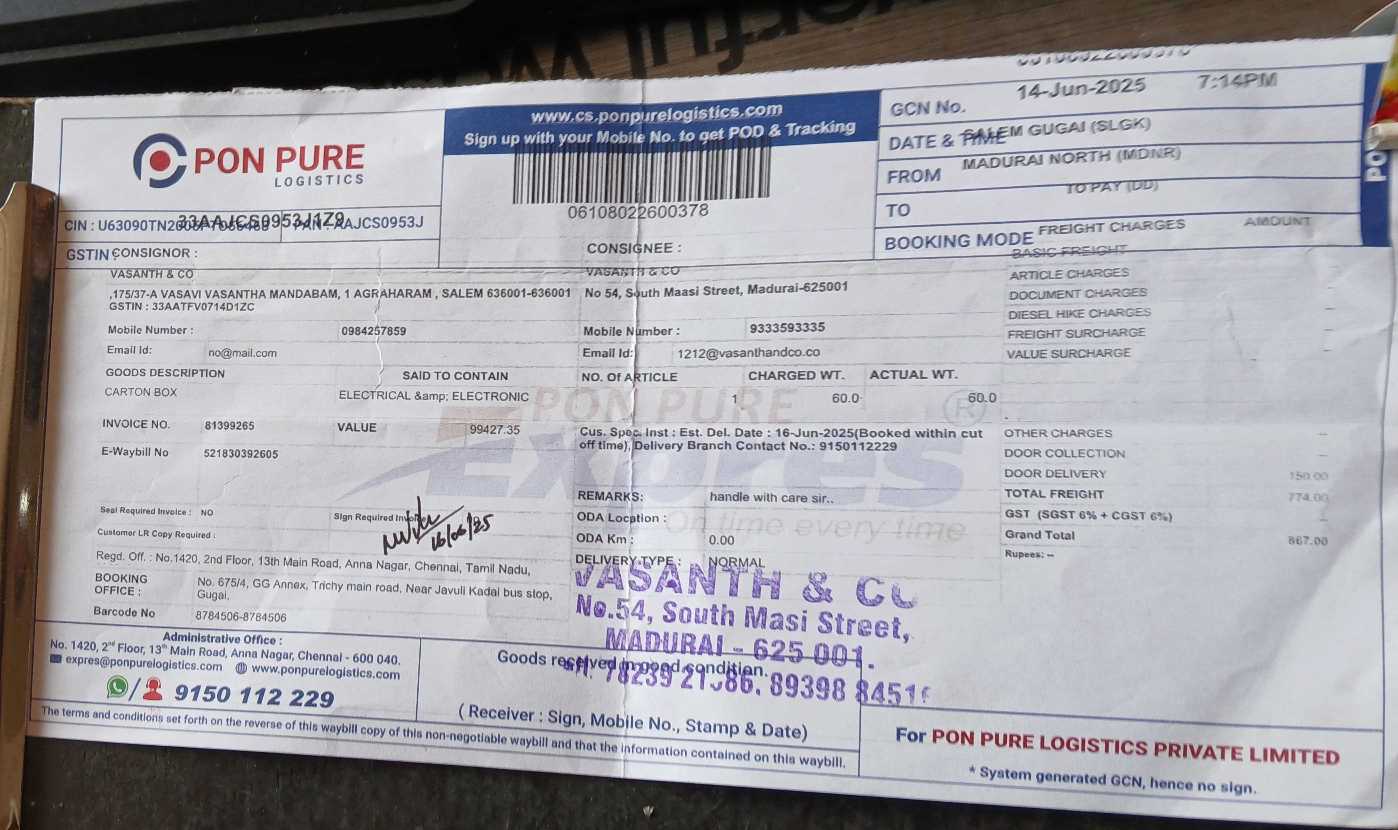 www.cs.ponpurelogistics.com
Sign up with your Mobile No. to get POD & Tracking
06108022600378
PON PURE
LOGISTICS
CIN : U63090TN2006 PAN : AAJCS0953J
33AAJCS0953J1Z9
GSTIN :
GCN No.
14-Jun-2025 7:14PM
DATE & TIME
SALEM GUGAI (SLGK)
FROM
MADURAI NORTH (MDNR)
TO
TO PAY (DD)
BOOKING MODE
FREIGHT CHARGES AMOUNT
PO
CONSIGNOR :
VASANTH & CO
,175/37-A VASAVI VASANTHA MANDABAM, 1 AGRAHARAM , SALEM 636001-636001
GSTIN : 33AATFV0714D1ZC
Mobile Number : 0984257859
Email Id: no@mail.com
CONSIGNEE :
VASANTH & CO
No 54, South Maasi Street, Madurai-625001
Mobile Number : 9333593335
Email Id: 1212@vasanthandco.co
BASIC FREIGHT
ARTICLE CHARGES –
DOCUMENT CHARGES –
DIESEL HIKE CHARGES –
FREIGHT SURCHARGE –
VALUE SURCHARGE –
GOODS DESCRIPTION SAID TO CONTAIN NO. Of ARTICLE CHARGED WT. ACTUAL WT.
CARTON BOX ELECTRICAL &amp; ELECTRONIC 1 60.0 60.0
PON PURE
Expres
®
On time every time
INVOICE NO. 81399265 VALUE 99427.35
E-Waybill No 521830392605
Cus. Spec. Inst : Est. Del. Date : 16-Jun-2025(Booked within cut
off time), Delivery Branch Contact No.: 9150112229
OTHER CHARGES –
DOOR COLLECTION –
DOOR DELIVERY 150.00
TOTAL FREIGHT 774.00
GST (SGST 6% + CGST 6%) –
Grand Total 867.00
Rupees: --
REMARKS: handle with care sir..
ODA Location :
ODA Km : 0.00
DELIVERY TYPE : NORMAL
Seal Required Invoice : NO Sign Required Invoice
16/06/25
Customer LR Copy Required :
Regd. Off. : No.1420, 2nd Floor, 13th Main Road, Anna Nagar, Chennai, Tamil Nadu,
BOOKING OFFICE : No. 675/4, GG Annex, Trichy main road, Near Javuli Kadai bus stop,
Gugai,
Barcode No 8784506-8784506
VASANTH & CO
No.54, South Masi Street,
MADURAI - 625 001.
Goods received in good condition.
( Receiver : Sign, Mobile No., Stamp & Date)
Administrative Office :
No. 1420, 2nd Floor, 13th Main Road, Anna Nagar, Chennai - 600 040.
expres@ponpurelogistics.com www.ponpurelogistics.com
9150 112 229
The terms and conditions set forth on the reverse of this waybill copy of this non-negotiable waybill and that the information contained on this waybill.
For PON PURE LOGISTICS PRIVATE LIMITED
* System generated GCN, hence no sign.